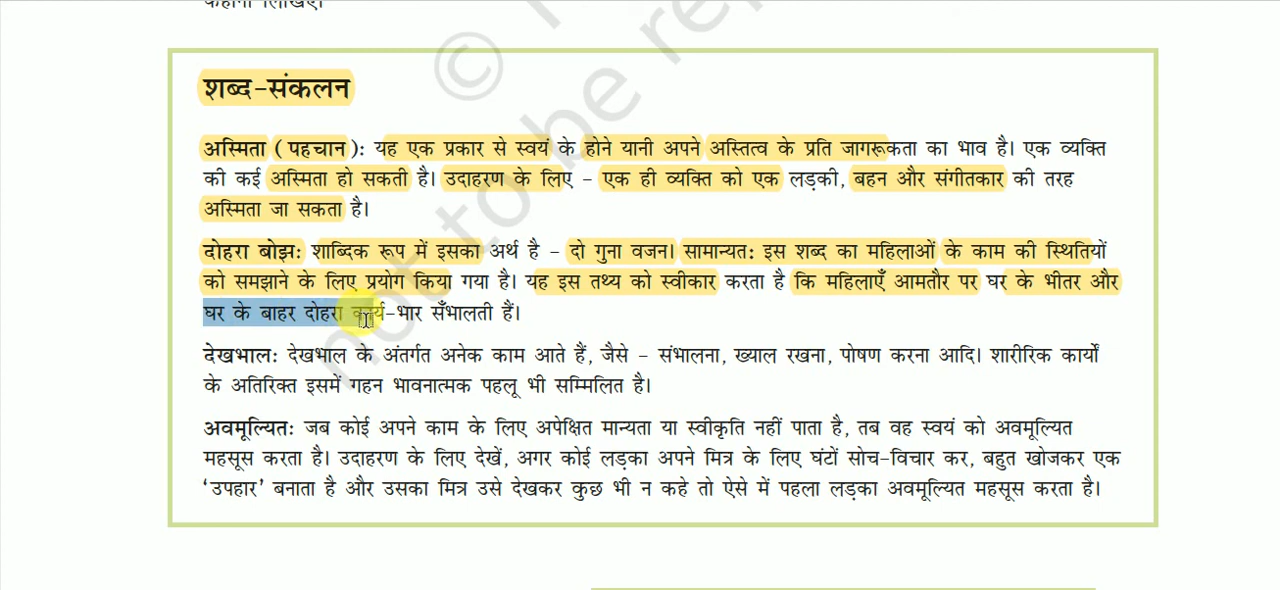 कहानी लिखिए।
© not to be rep
शब्द-संकलन
अस्मिता (पहचान): यह एक प्रकार से स्वयं के होने यानी अपने अस्तित्व के प्रति जागरूकता का भाव है। एक व्यक्ति
की कई अस्मिता हो सकती है। उदाहरण के लिए – एक ही व्यक्ति को एक लड़की, बहन और संगीतकार की तरह
अस्मिता जा सकता है।
दोहरा बोझ: शाब्दिक रूप में इसका अर्थ है – दो गुना वजन। सामान्यत: इस शब्द का महिलाओं के काम की स्थितियों
को समझाने के लिए प्रयोग किया गया है। यह इस तथ्य को स्वीकार करता है कि महिलाएँ आमतौर पर घर के भीतर और
घर के बाहर दोहरा कार्य-भार सँभालती हैं।
देखभाल: देखभाल के अंतर्गत अनेक काम आते हैं, जैसे – संभालना, ख्याल रखना, पोषण करना आदि। शारीरिक कार्यों
के अतिरिक्त इसमें गहन भावनात्मक पहलू भी सम्मिलित है।
अवमूल्यित: जब कोई अपने काम के लिए अपेक्षित मान्यता या स्वीकृति नहीं पाता है, तब वह स्वयं को अवमूल्यित
महसूस करता है। उदाहरण के लिए देखें, अगर कोई लड़का अपने मित्र के लिए घंटों सोच-विचार कर, बहुत खोजकर एक
‘उपहार’ बनाता है और उसका मित्र उसे देखकर कुछ भी न कहे तो ऐसे में पहला लड़का अवमूल्यित महसूस करता है।